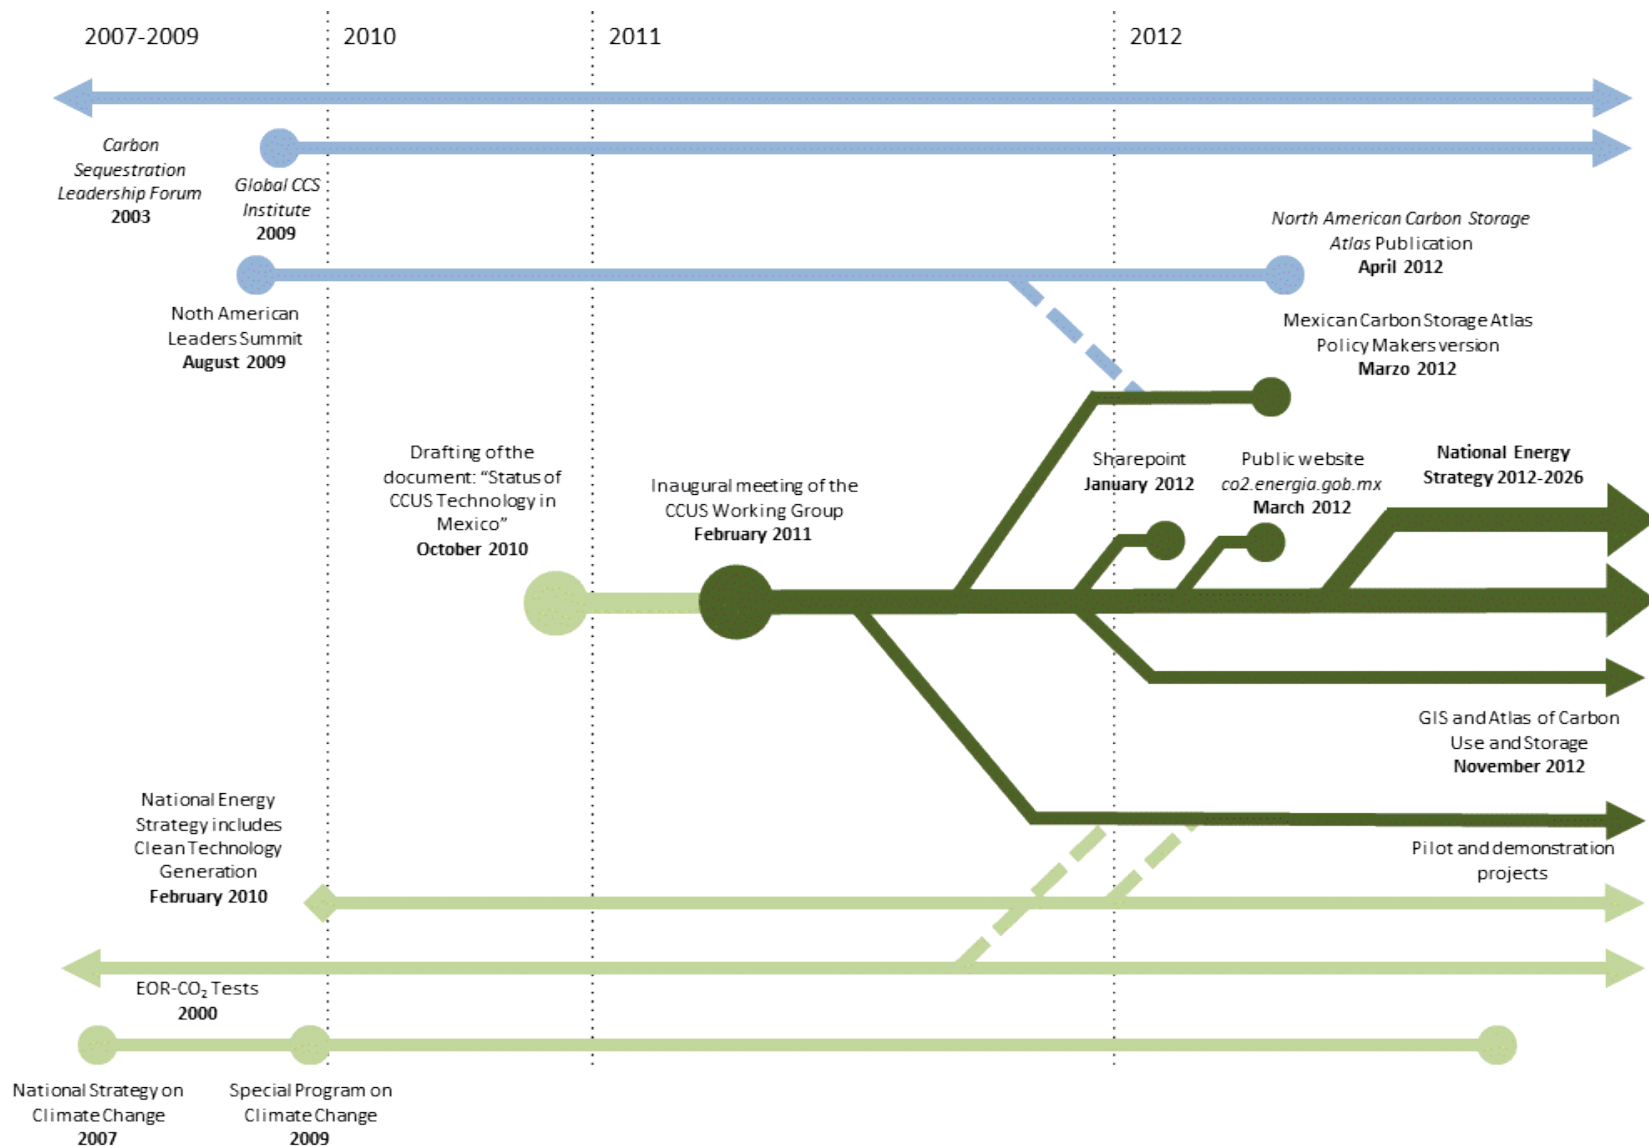 2007-2009
2010
2011
2012
Carbon
Sequestration
Leadership Forum
2003
Global CCS
Institute
2009
North American Carbon Storage
Atlas Publication
April 2012
Noth American
Leaders Summit
August 2009
Mexican Carbon Storage Atlas
Policy Makers version
Marzo 2012
Drafting of the
document: “Status of
CCUS Technology in
Mexico”
October 2010
Inaugural meeting of the
CCUS Working Group
February 2011
Sharepoint
January 2012
Public website
co2.energia.gob.mx
March 2012
National Energy
Strategy 2012-2026
GIS and Atlas of Carbon
Use and Storage
November 2012
National Energy
Strategy includes
Clean Technology
Generation
February 2010
Pilot and demonstration
projects
EOR-CO₂ Tests
2000
National Strategy on
Climate Change
2007
Special Program on
Climate Change
2009